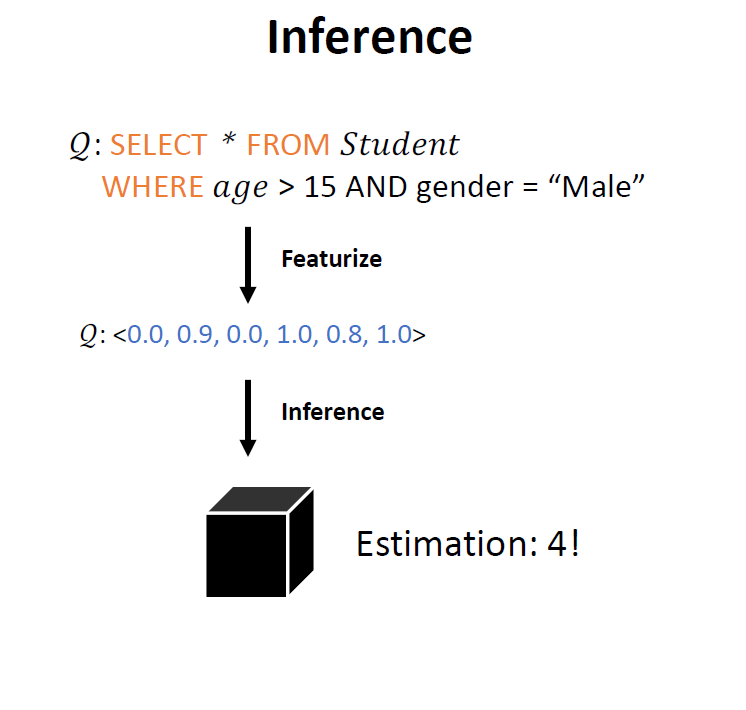 Inference
Q: SELECT * FROM Student
WHERE age > 15 AND gender = “Male”
Featurize
Q: <0.0, 0.9, 0.0, 1.0, 0.8, 1.0>
Inference
Estimation: 4!